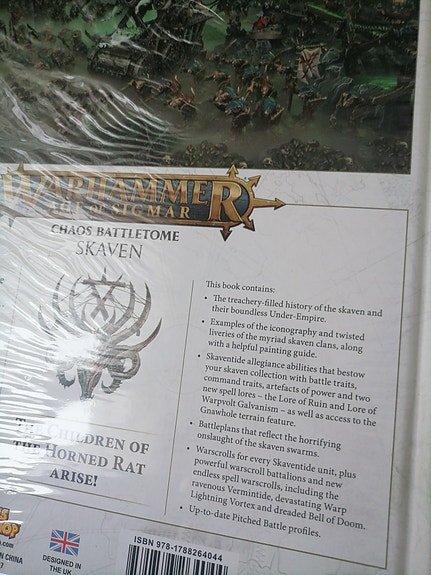 WARHAMMER
AGE OF SIGMAR
CHAOS BATTLETOME
SKAVEN
THE CHILDREN OF
THE HORNED RAT
ARISE!
This book contains:
• The treachery-filled history of the skaven and
their boundless Under-Empire.
• Examples of the iconography and twisted
liveries of the myriad skaven clans, along
with a helpful painting guide.
• Skaventide allegiance abilities that bestow
your skaven collection with battle traits,
command traits, artefacts of power and two
new spell lores – the Lore of Ruin and Lore of
Warpvolt Galvanism – as well as access to the
Gnawhole terrain feature.
• Battleplans that reflect the horrifying
onslaught of the skaven swarms.
• Warscrolls for every Skaventide unit, plus
powerful warscroll battalions and new
endless spell warscrolls, including the
ravenous Vermintide, devastating Warp
Lightning Vortex and dreaded Bell of Doom.
• Up-to-date Pitched Battle profiles.
DESIGNED IN
THE UK
ISBN 978-1788264044